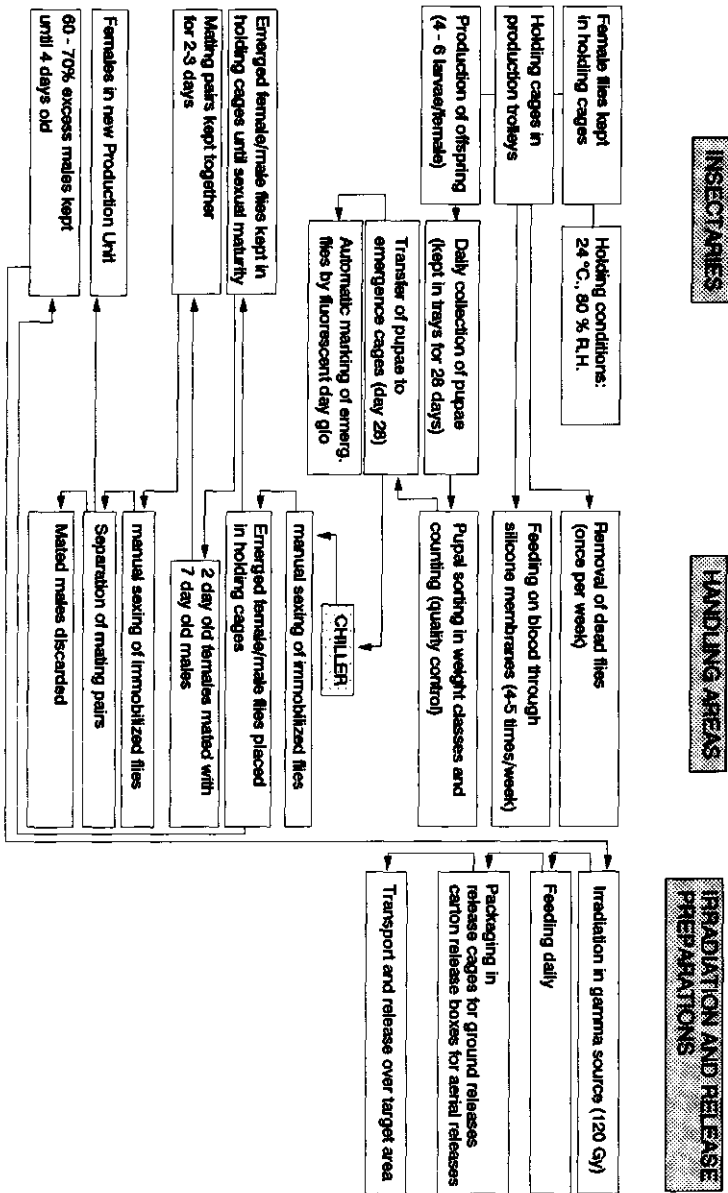 INSECTARIES
Female flies kept
in holding cages
Holding conditions:
24 °C., 80 % R.H.
Holding cages in
production trolleys
Production of offspring
(4 - 6 larvae/female)
Daily collection of pupae
(kept in trays for 28 days)
Transfer of pupae to
emergence cages (day 28)
Automatic marking of emerg.
flies by fluorescent day glo
Emerged female/male flies kept in
holding cages until sexual maturity
Mating pairs kept together
for 2-3 days
Females in new Production Unit
60 - 70% excess males kept
until 4 days old
HANDLING AREAS
Removal of dead flies
(once per week)
Feeding on blood through
silicone membranes (4-5 times/week)
Pupal sorting in weight classes and
counting (quality control)
CHILLER
manual sexing of immobilized flies
Emerged female/male flies placed
in holding cages
2 day old females mated with
7 day old males
manual sexing of immobilized flies
Separation of mating pairs
Mated males discarded
IRRADIATION AND RELEASE
PREPARATIONS
Irradiation in gamma source (120 Gy)
Feeding daily
Packaging in
release cages for ground releases
carton release boxes for aerial releases
Transport and release over target area